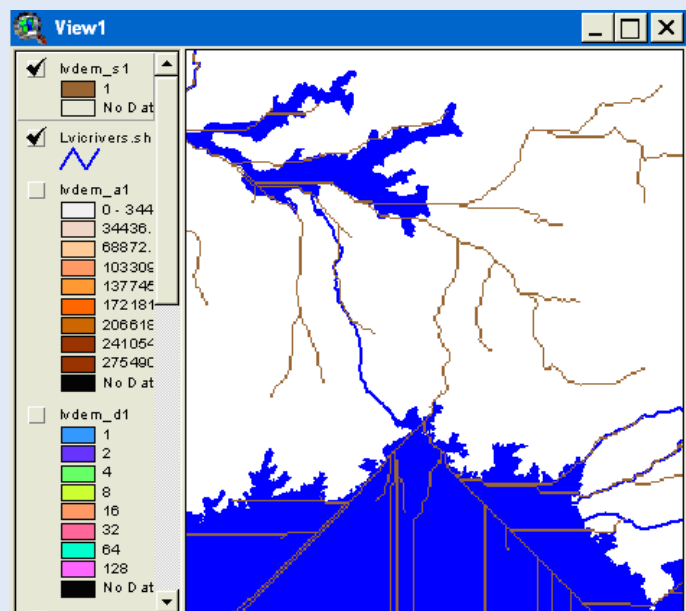 View1
lvdem_s1
1
No Dat
Lvicrivers.sh
lvdem_a1
0 - 344
34436.
68872.
103309
137745
172181
206618
241054
275490
No Dat
lvdem_d1
1
2
4
8
16
32
64
128
No Dat